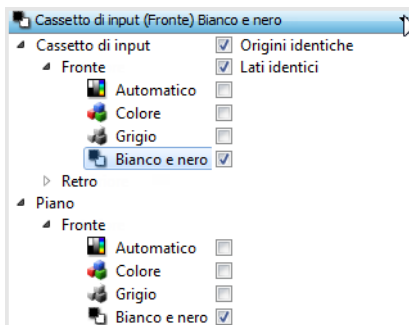 Cassetto di input (Fronte) Bianco e nero
Cassetto di input Origini identiche
Fronte Lati identici
Automatico
Colore
Grigio
Bianco e nero
Retro
Piano
Fronte
Automatico
Colore
Grigio
Bianco e nero